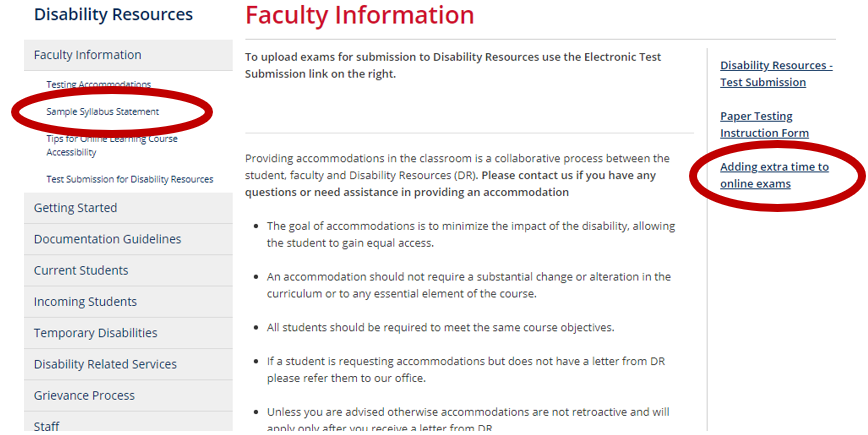 Disability Resources
Faculty Information
Testing Accommodations
Sample Syllabus Statement
Tips for Online Learning Course
Accessibility
Test Submission for Disability Resources
Getting Started
Documentation Guidelines
Current Students
Incoming Students
Temporary Disabilities
Disability Related Services
Grievance Process
Staff
Faculty Information
To upload exams for submission to Disability Resources use the Electronic Test
Submission link on the right.
Providing accommodations in the classroom is a collaborative process between the
student, faculty and Disability Resources (DR). Please contact us if you have any
questions or need assistance in providing an accommodation
• The goal of accommodations is to minimize the impact of the disability, allowing
the student to gain equal access.
• An accommodation should not require a substantial change or alteration in the
curriculum or to any essential element of the course.
• All students should be required to meet the same course objectives.
• If a student is requesting accommodations but does not have a letter from DR
please refer them to our office.
• Unless you are advised otherwise accommodations are not retroactive and will
apply only after you receive a letter from DR.
Disability Resources -
Test Submission
Paper Testing
Instruction Form
Adding extra time to
online exams